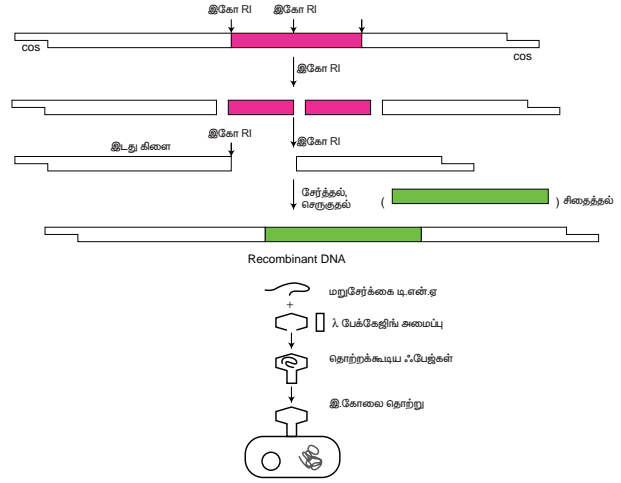 இகோ RI இகோ RI
cos
cos
இகோ RI
இகோ RI
இடது கிளை
இகோ RI
சேர்த்தல்,
செருகுதல்
( ) சிதைத்தல்
Recombinant DNA
மறுசேர்க்கை டி.என்.ஏ
+
λ பேக்கேஜிங் அமைப்பு
தொற்றக்கூடிய ஃபேஜ்கள்
இ.கோலை தொற்று